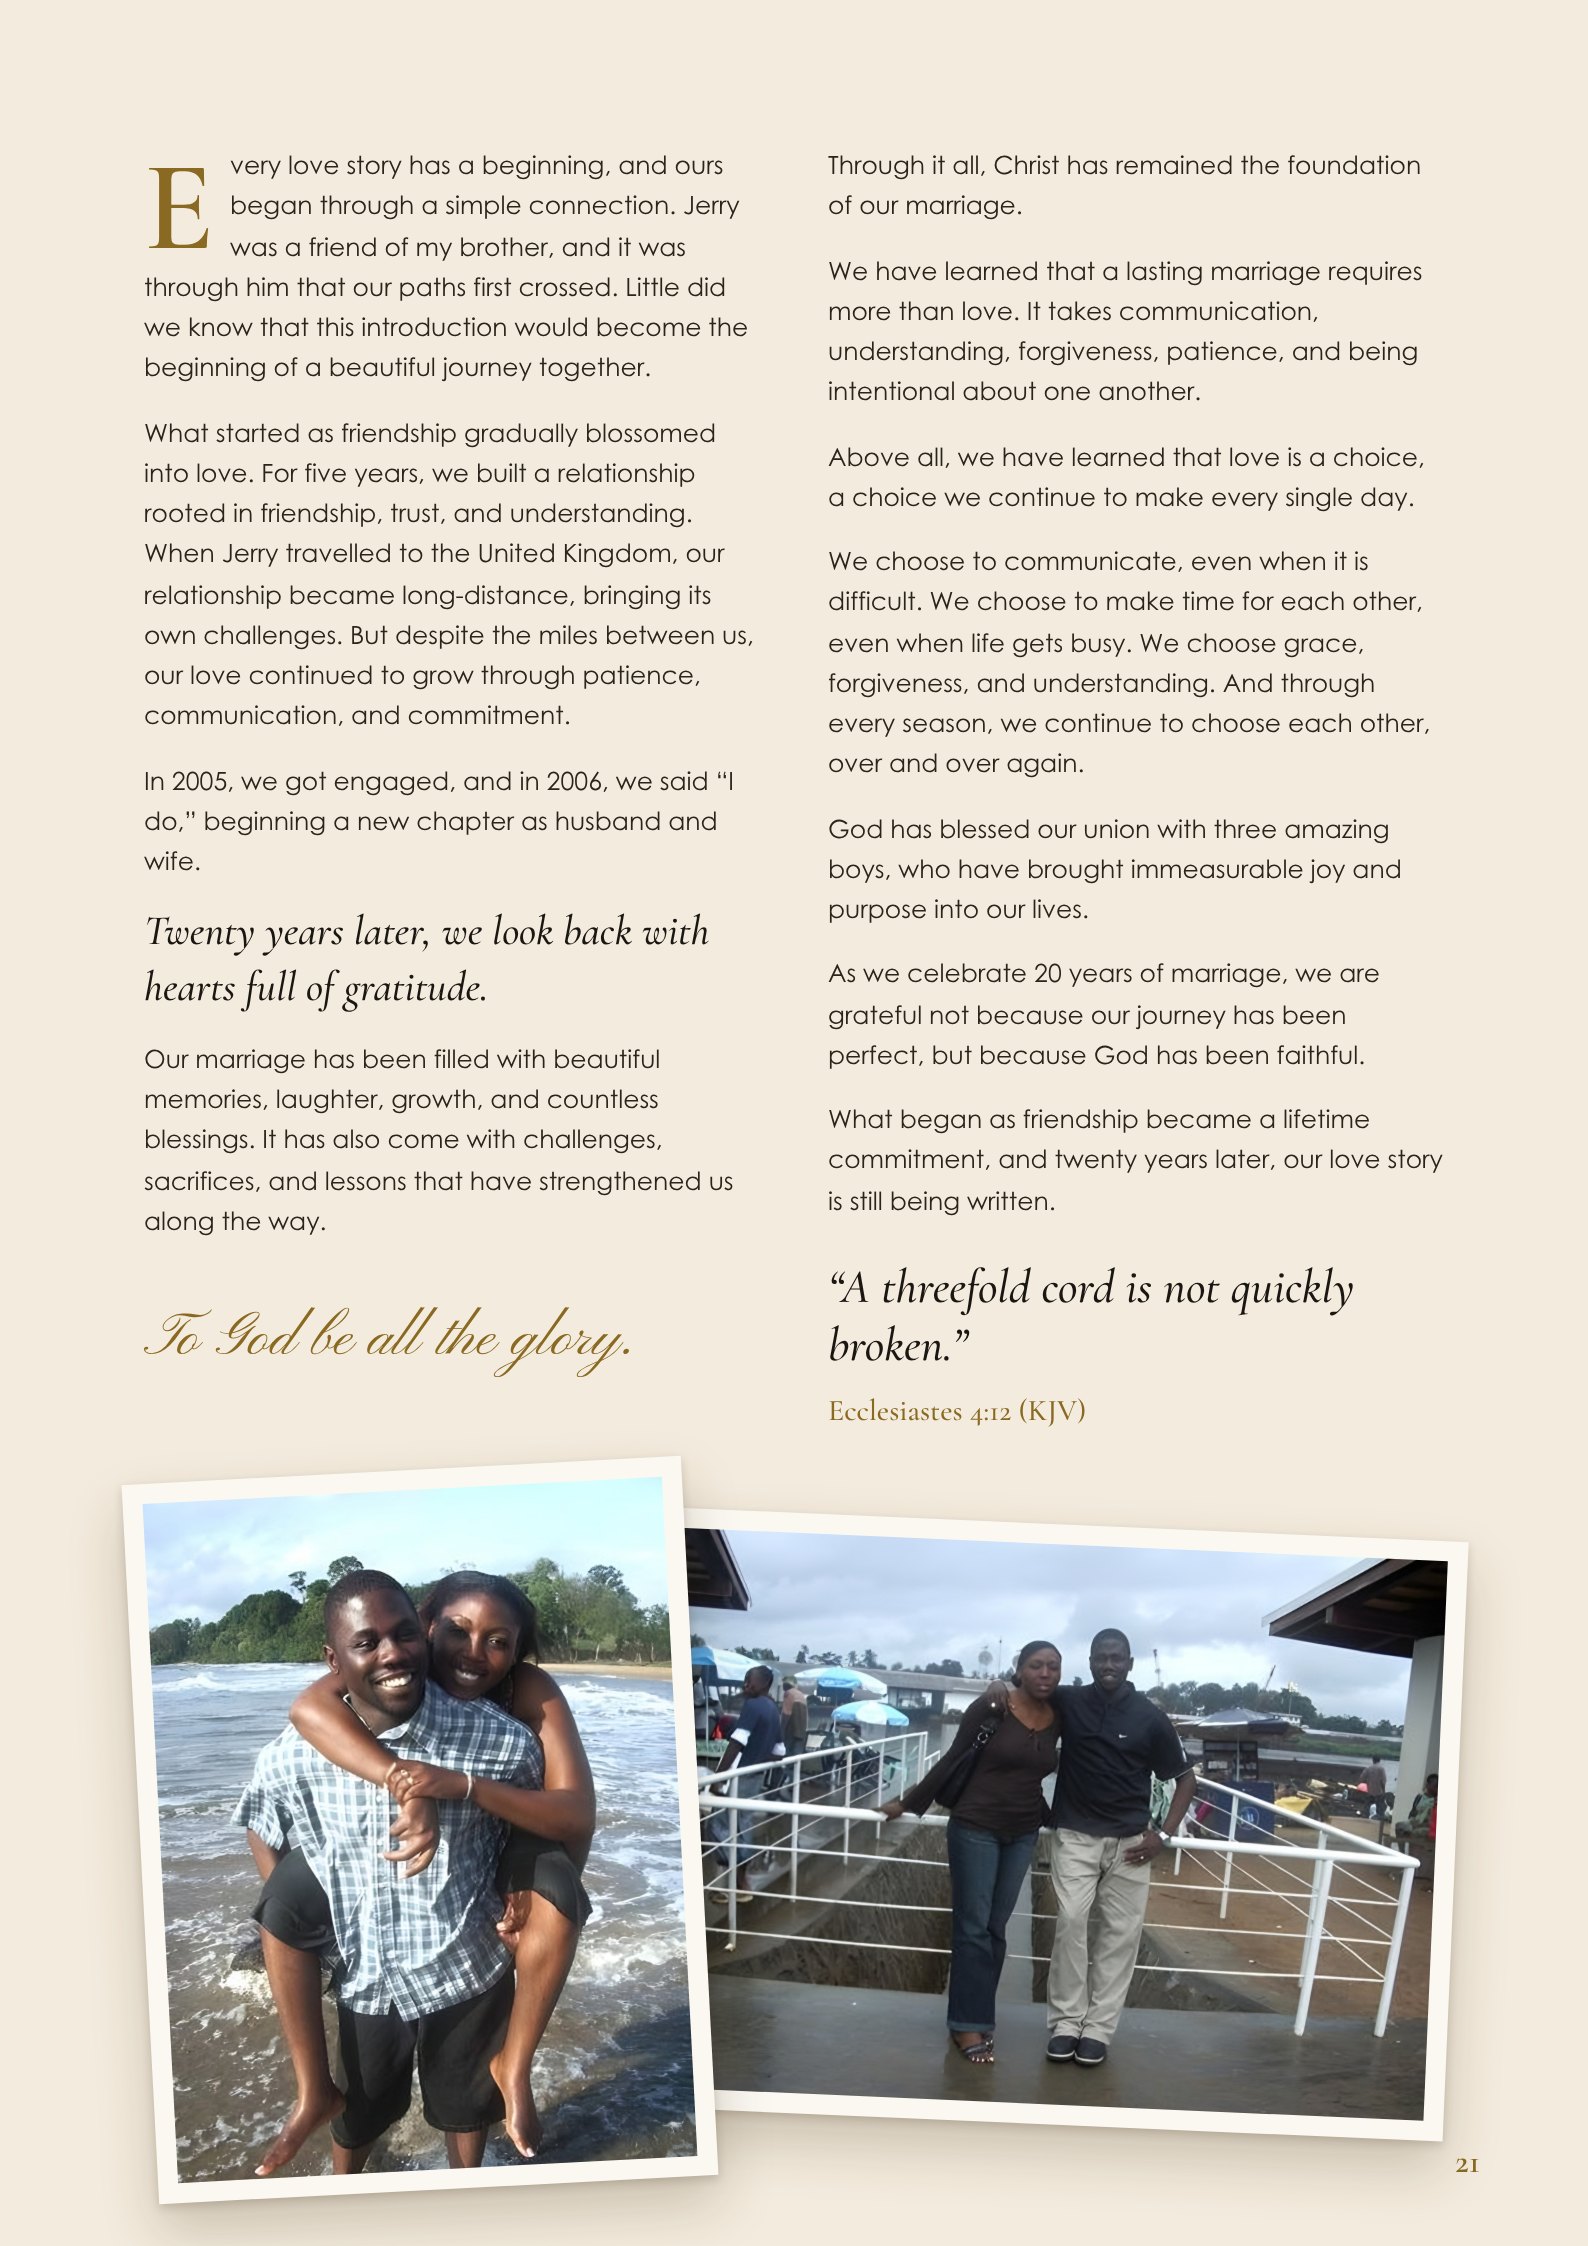 Every love story has a beginning, and ours
began through a simple connection. Jerry
was a friend of my brother, and it was
through him that our paths first crossed. Little did
we know that this introduction would become the
beginning of a beautiful journey together.
What started as friendship gradually blossomed
into love. For five years, we built a relationship
rooted in friendship, trust, and understanding.
When Jerry travelled to the United Kingdom, our
relationship became long-distance, bringing its
own challenges. But despite the miles between us,
our love continued to grow through patience,
communication, and commitment.
In 2005, we got engaged, and in 2006, we said “I
do,” beginning a new chapter as husband and
wife.
Twenty years later, we look back with
hearts full of gratitude.
Our marriage has been filled with beautiful
memories, laughter, growth, and countless
blessings. It has also come with challenges,
sacrifices, and lessons that have strengthened us
along the way.
To God be all the glory.
Through it all, Christ has remained the foundation
of our marriage.
We have learned that a lasting marriage requires
more than love. It takes communication,
understanding, forgiveness, patience, and being
intentional about one another.
Above all, we have learned that love is a choice,
a choice we continue to make every single day.
We choose to communicate, even when it is
difficult. We choose to make time for each other,
even when life gets busy. We choose grace,
forgiveness, and understanding. And through
every season, we continue to choose each other,
over and over again.
God has blessed our union with three amazing
boys, who have brought immeasurable joy and
purpose into our lives.
As we celebrate 20 years of marriage, we are
grateful not because our journey has been
perfect, but because God has been faithful.
What began as friendship became a lifetime
commitment, and twenty years later, our love story
is still being written.
“A threefold cord is not quickly
broken.”
Ecclesiastes 4:12 (KJV)
21